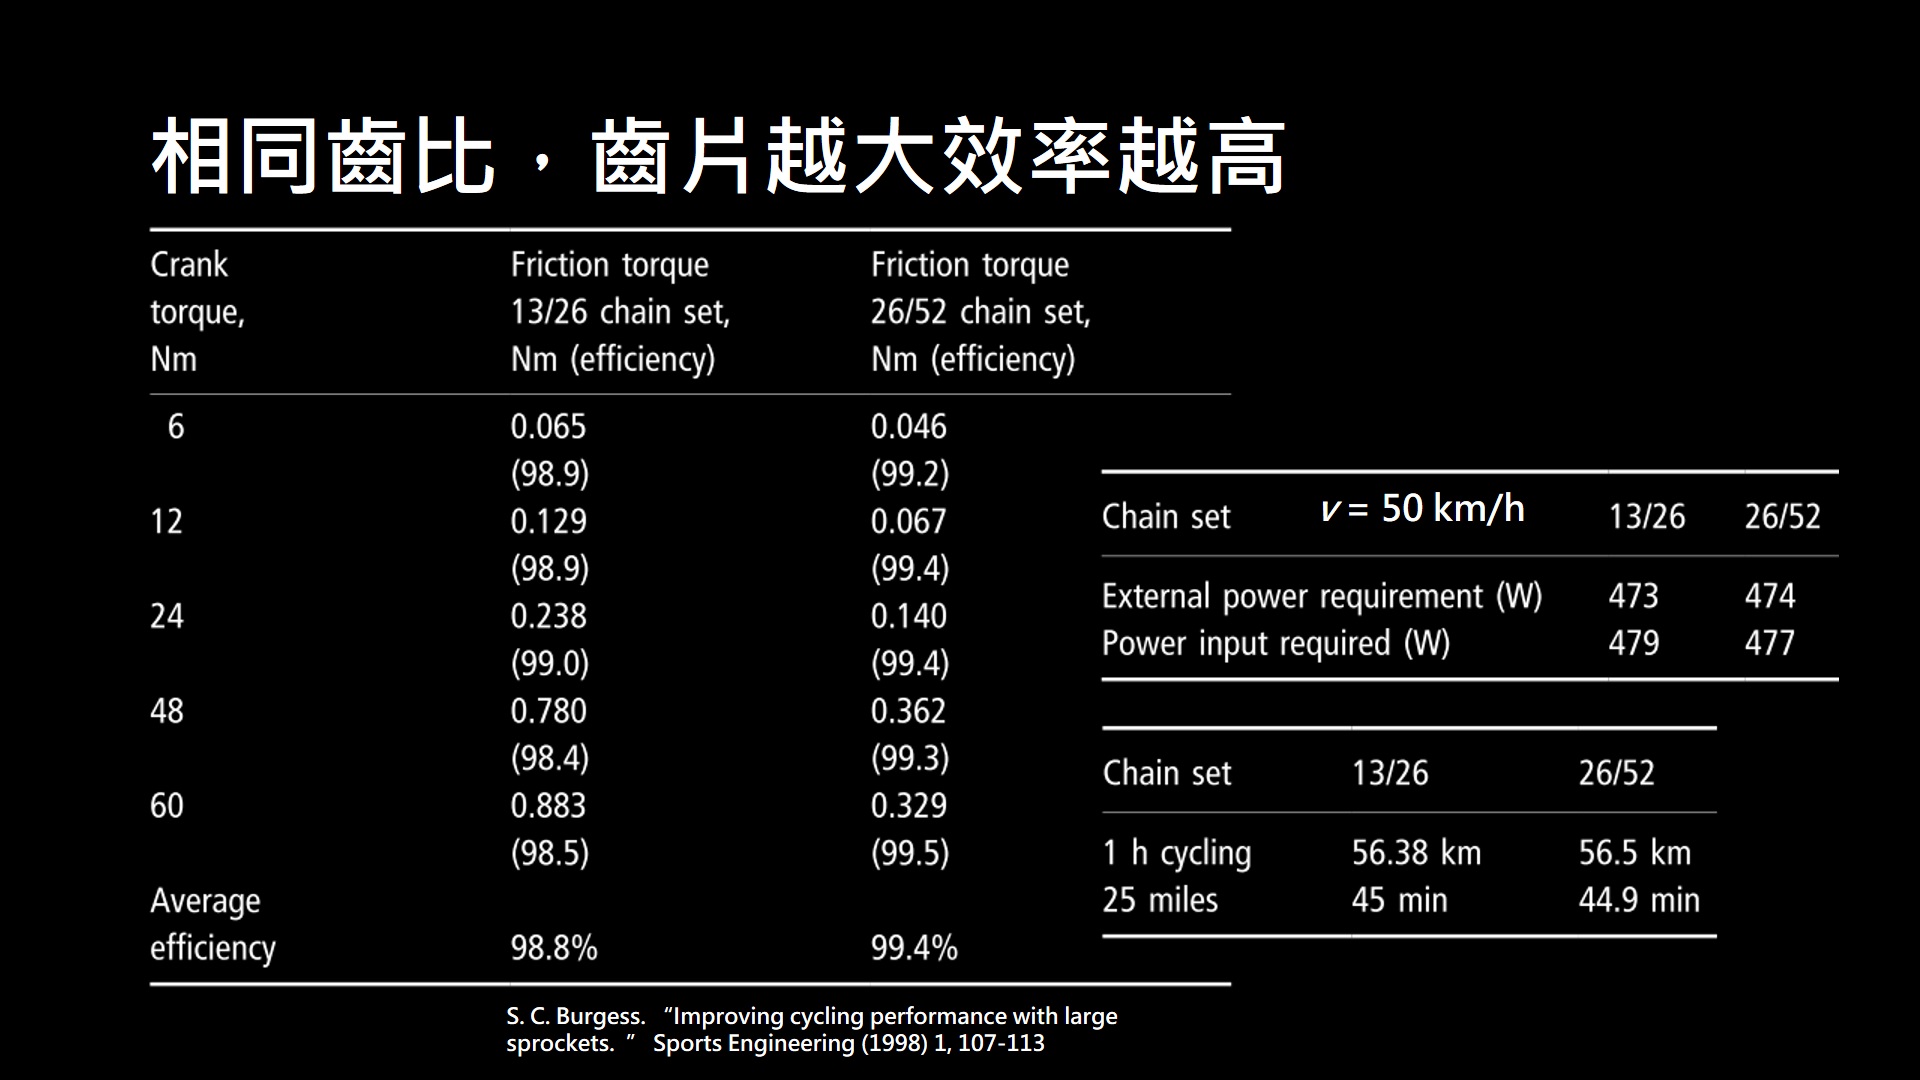 相同齒比，齒片越大效率越高
Crank torque, Nm | Friction torque 13/26 chain set, Nm (efficiency) | Friction torque 26/52 chain set, Nm (efficiency)
6 0.065 0.046
(98.9) (99.2)
12 0.129 0.067
(98.9) (99.4)
24 0.238 0.140
(99.0) (99.4)
48 0.780 0.362
(98.4) (99.3)
60 0.883 0.329
(98.5) (99.5)
Average
efficiency 98.8% 99.4%
Chain set v = 50 km/h 13/26 26/52
External power requirement (W) 473 474
Power input required (W) 479 477
Chain set 13/26 26/52
1 h cycling 56.38 km 56.5 km
25 miles 45 min 44.9 min
S. C. Burgess. “Improving cycling performance with large
sprockets. ” Sports Engineering (1998) 1, 107-113